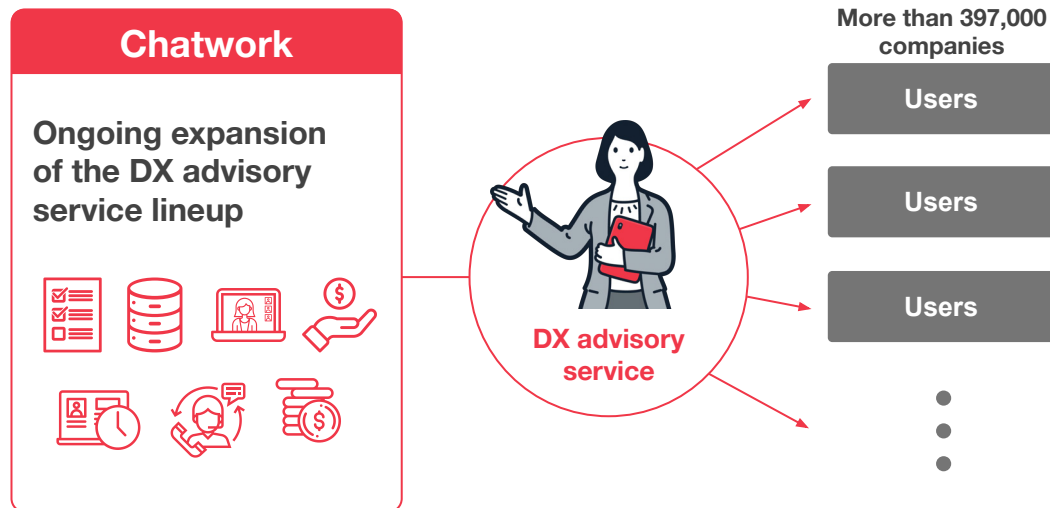 Chatwork
Ongoing expansion
of the DX advisory
service lineup
DX advisory
service
More than 397,000
companies
Users
Users
Users